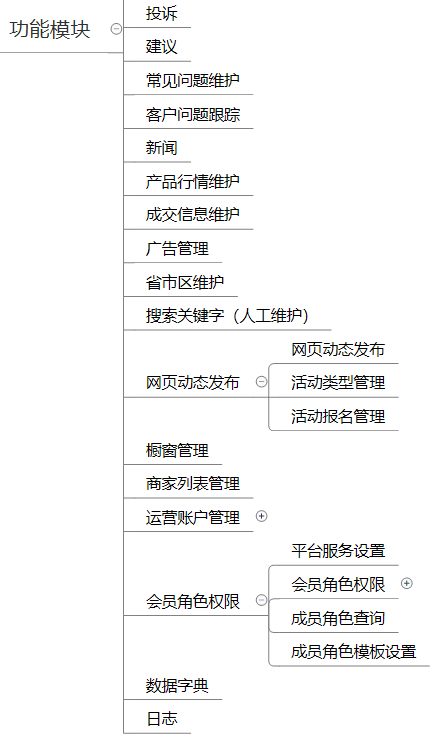 功能模块
投诉
建议
常见问题维护
客户问题跟踪
新闻
产品行情维护
成交信息维护
广告管理
省市区维护
搜索关键字（人工维护）
网页动态发布
网页动态发布
活动类型管理
活动报名管理
橱窗管理
商家列表管理
运营账户管理
会员角色权限
平台服务设置
会员角色权限
成员角色查询
成员角色模板设置
数据字典
日志